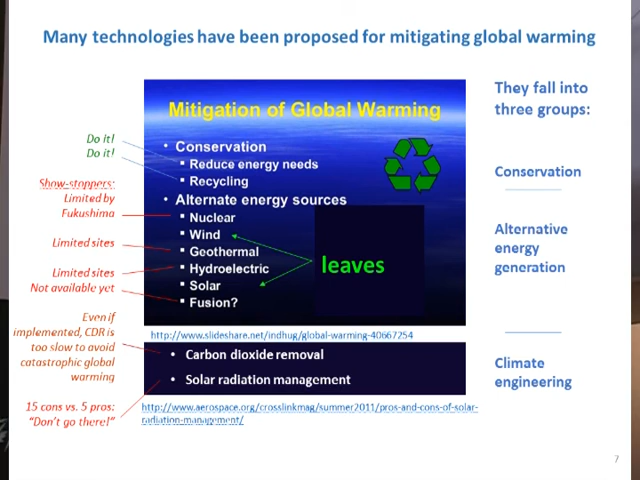 Many technologies have been proposed for mitigating global warming
They fall into
three groups:
Mitigation of Global Warming
• Conservation
▪ Reduce energy needs
▪ Recycling
• Alternate energy sources
▪ Nuclear
▪ Wind
▪ Geothermal
▪ Hydroelectric
▪ Solar
▪ Fusion?
leaves
Do It!
Do it!
Show-stoppers:
Limited by
Fukushima
Limited sites
Limited sites
Not available yet
Even if
implemented, CDR is
too slow to avoid
catastrophic global
warming
15 cons vs. 5 pros:
"Don't go there!"
http://www.slideshare.net/indhug/global-warming-40667254
• Carbon dioxide removal
• Solar radiation management
http://www.aerospace.org/crosslinkmag/summer2011/pros-and-cons-of-solar-
radiation-management/
Conservation
Alternative
energy
generation
Climate
engineering
7